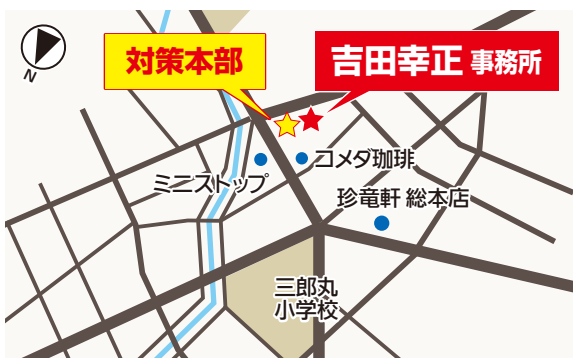 対策本部
吉田幸正 事務所
コメダ珈琲
ミニストップ
珍竜軒 総本店
三郎丸
小学校
N